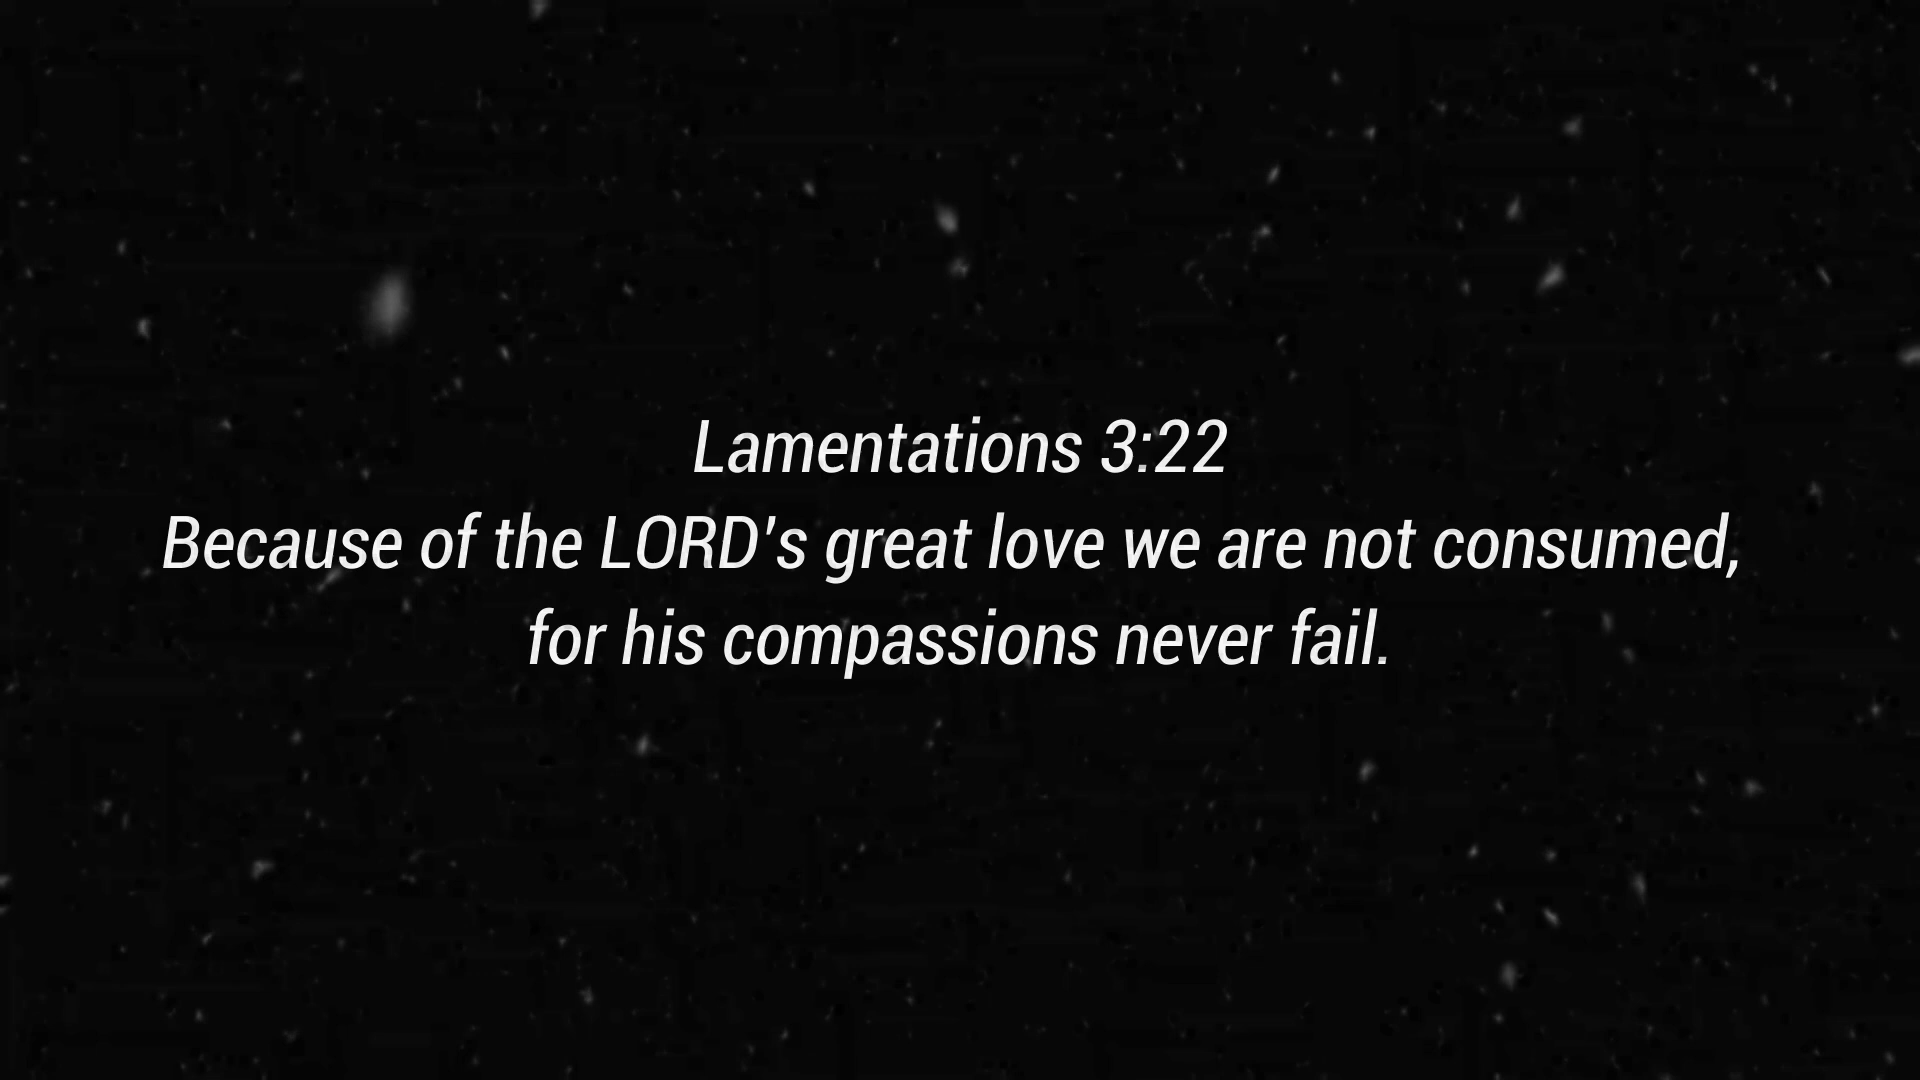 Lamentations 3:22
Because of the LORD's great love we are not consumed,
for his compassions never fail.